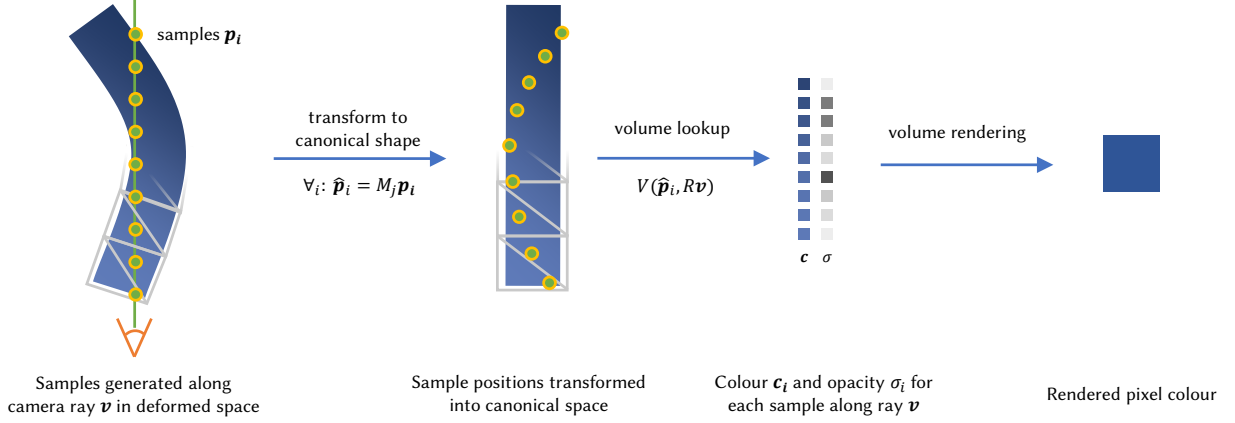 samples 𝒑ᵢ
transform to
canonical shape
∀ᵢ: p̂ᵢ = Mⱼpᵢ
volume lookup
V(p̂ᵢ, Rv)
volume rendering
c σ
Samples generated along
camera ray v in deformed space
Sample positions transformed
into canonical space
Colour cᵢ and opacity σᵢ for
each sample along ray v
Rendered pixel colour